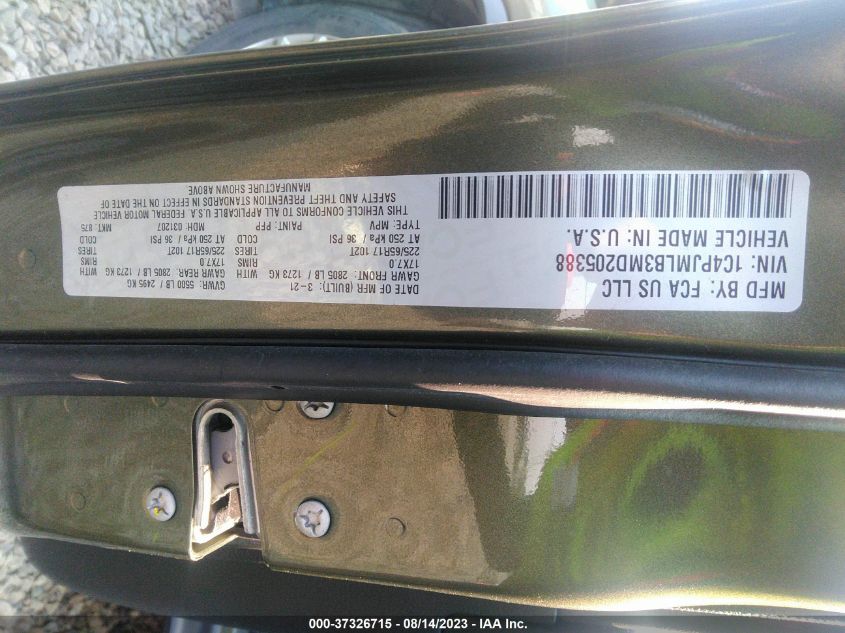 MFD BY: FCA US LLC
VIN: 1C4PJMLB3MD205388
VEHICLE MADE IN: U.S.A.
DATE OF MFR (BUILT): 3-21
GVWR: 5500 LB / 2495 KG
GAWR FRONT: 2805 LB / 1273 KG
GAWR REAR: 2805 LB / 1273 KG
WITH
17X7.0
RIMS
17X7.0
RIMS
WITH
225/65R17 102T
TIRES
225/65R17 102T
TIRES
AT 250 kPa / 36 PSI
COLD
AT 250 kPa / 36 PSI
COLD
TYPE: MPV
PAINT: PFP
MDH: 031207
MKT: 875
THIS VEHICLE CONFORMS TO ALL APPLICABLE U.S.A. FEDERAL MOTOR VEHICLE
SAFETY AND THEFT PREVENTION STANDARDS IN EFFECT ON THE DATE OF
MANUFACTURE SHOWN ABOVE
000-37326715 - 08/14/2023 - IAA Inc.